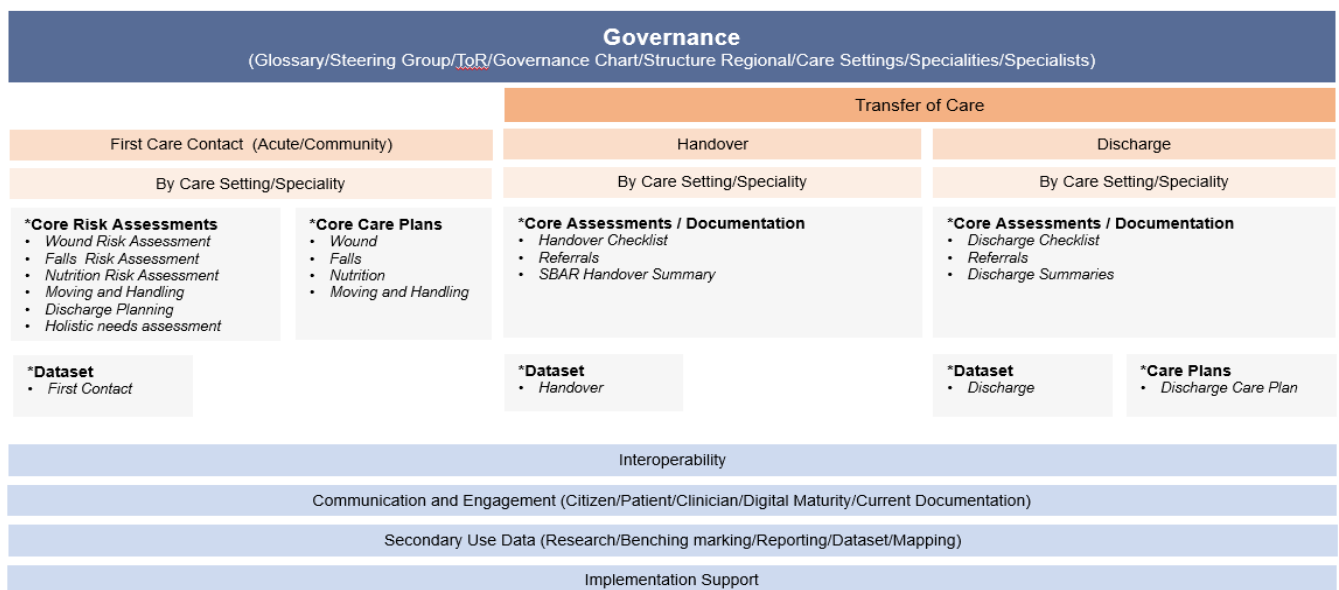 Governance
(Glossary/Steering Group/ToR/Governance Chart/Structure Regional/Care Settings/Specialities/Specialists)
Transfer of Care
First Care Contact  (Acute/Community)
Handover
Discharge
By Care Setting/Speciality
By Care Setting/Speciality
By Care Setting/Speciality
*Core Risk Assessments
• Wound Risk Assessment
• Falls  Risk Assessment
• Nutrition Risk Assessment
• Moving and Handling
• Discharge Planning
• Holistic needs assessment
*Core Care Plans
• Wound
• Falls
• Nutrition
• Moving and Handling
*Core Assessments / Documentation
• Handover Checklist
• Referrals
• SBAR Handover Summary
*Core Assessments / Documentation
• Discharge Checklist
• Referrals
• Discharge Summaries
*Dataset
• First Contact
*Dataset
• Handover
*Dataset
• Discharge
*Care Plans
• Discharge Care Plan
Interoperability
Communication and Engagement (Citizen/Patient/Clinician/Digital Maturity/Current Documentation)
Secondary Use Data (Research/Benching marking/Reporting/Dataset/Mapping)
Implementation Support